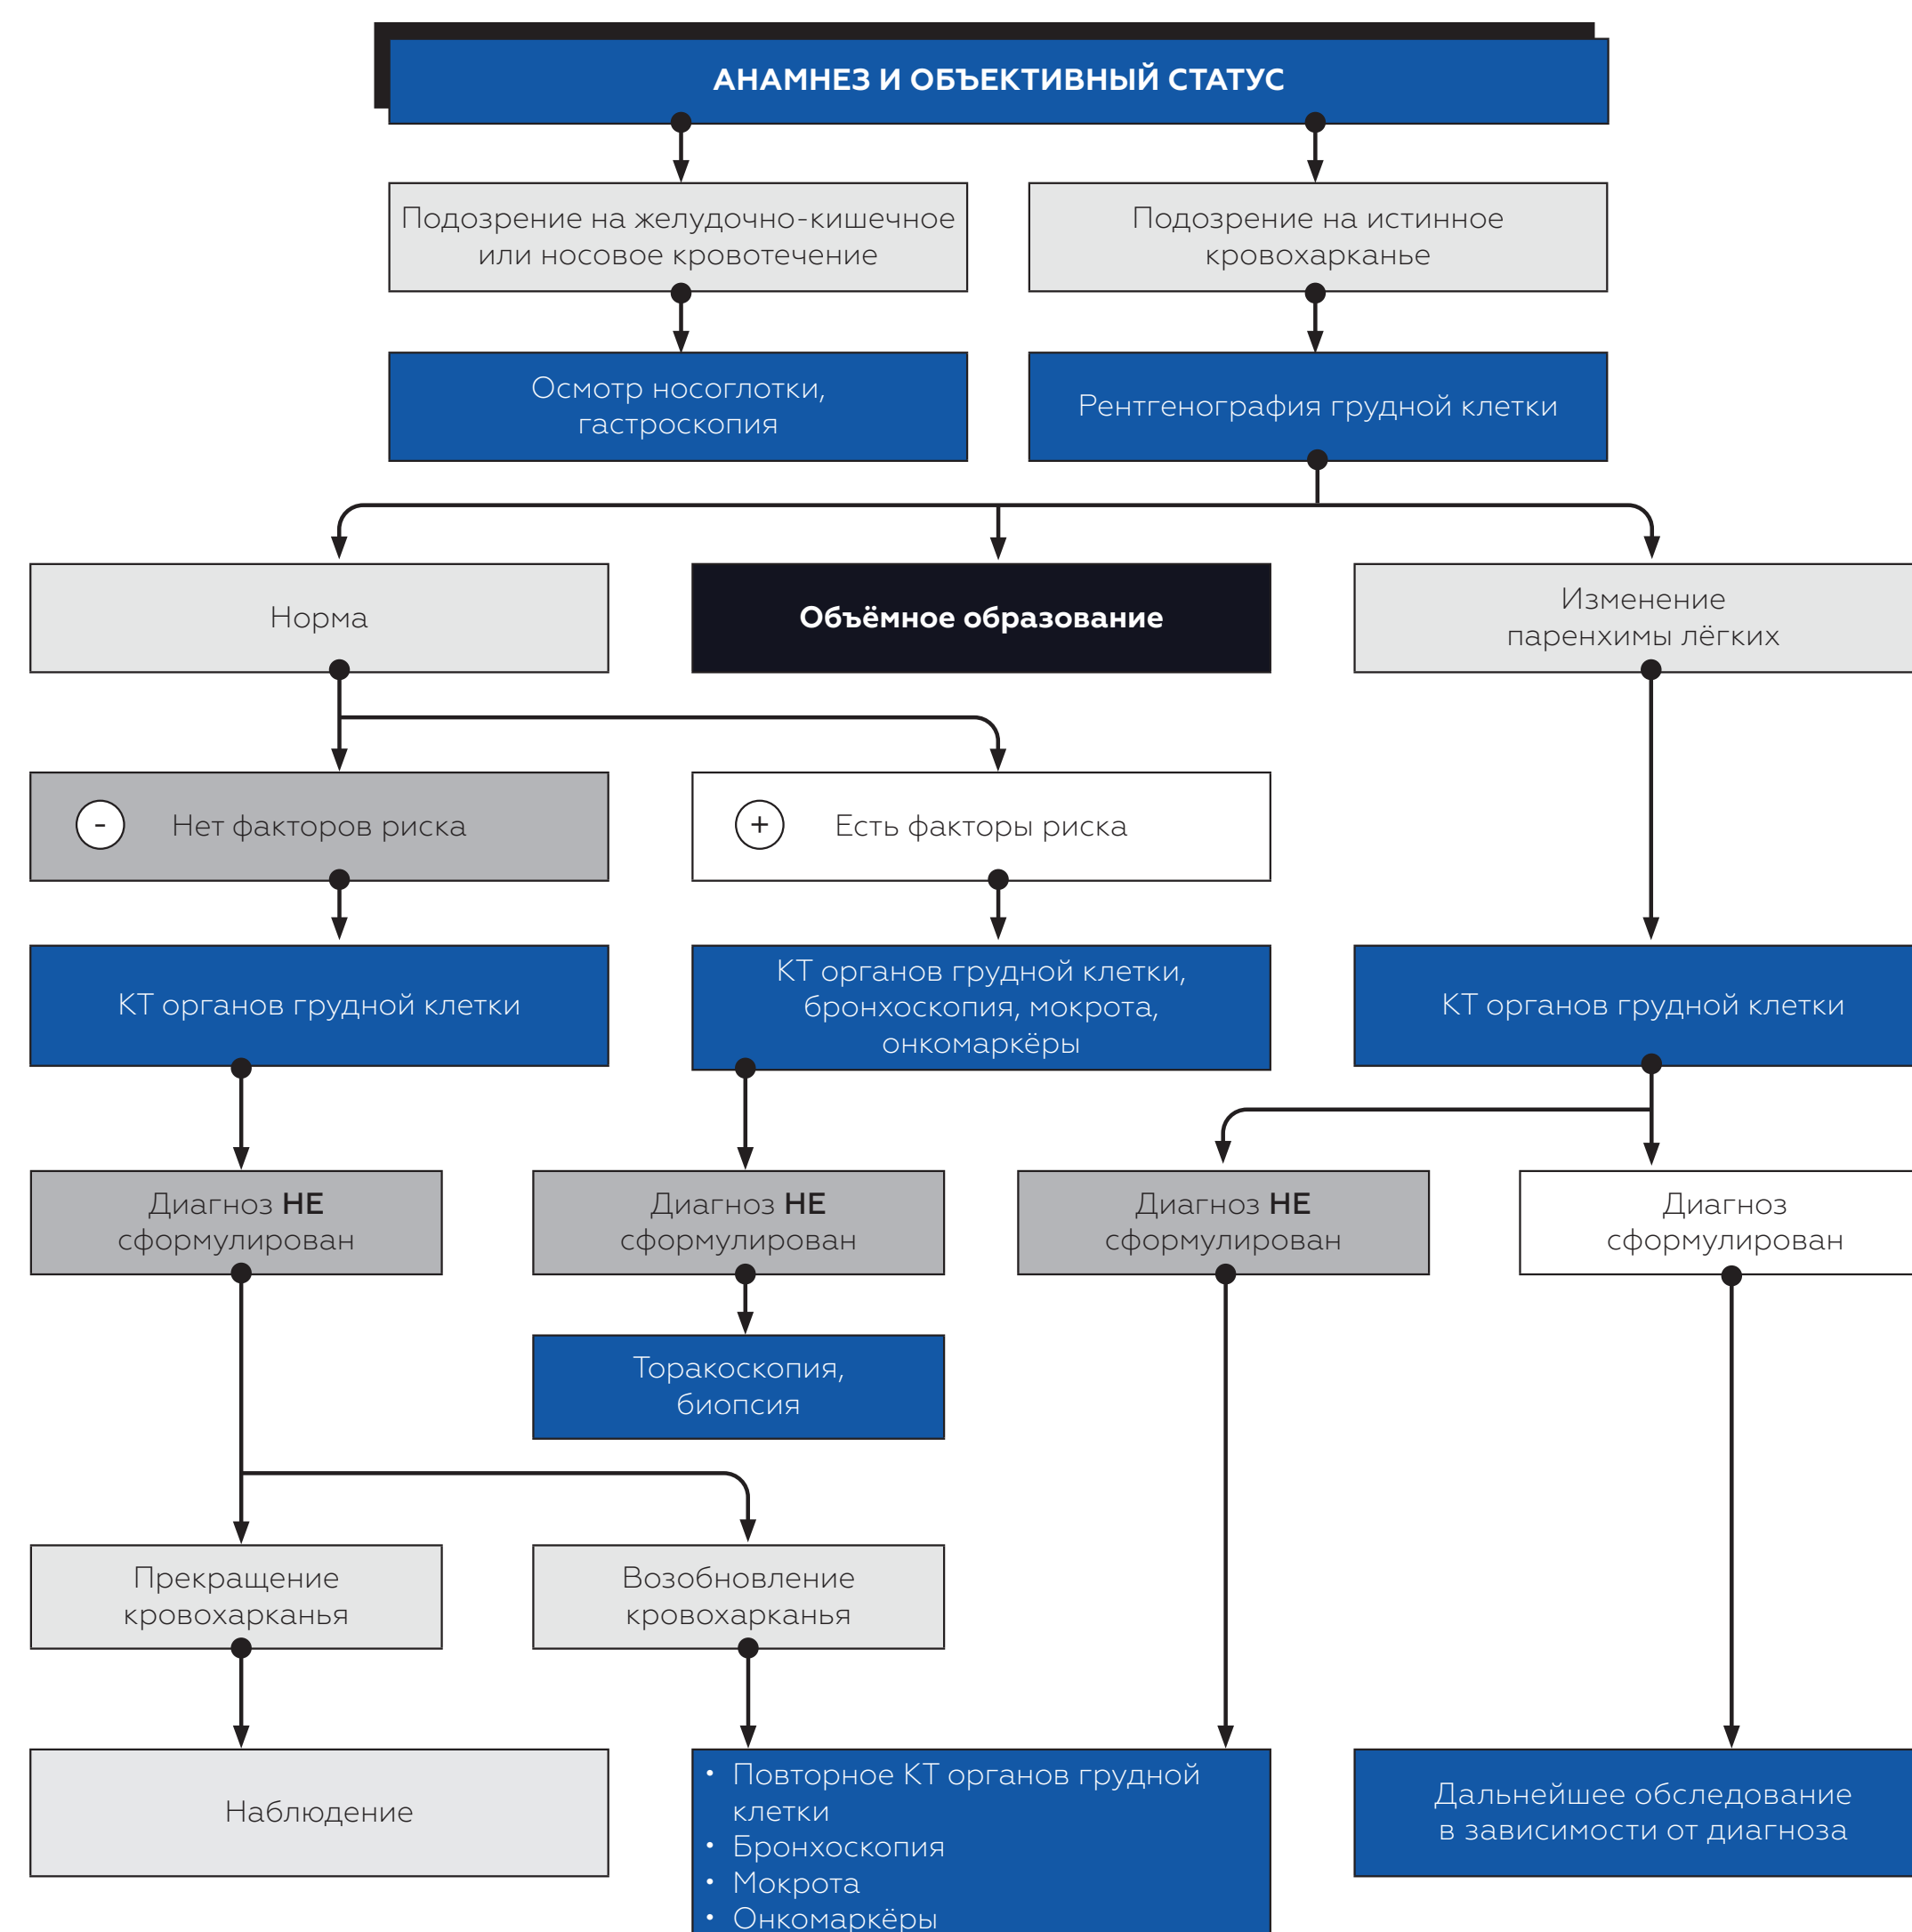 АНАМНЕЗ И ОБЪЕКТИВНЫЙ СТАТУС
Подозрение на желудочно-кишечное
или носовое кровотечение
Подозрение на истинное
кровохарканье
Осмотр носоглотки,
гастроскопия
Рентгенография грудной клетки
Норма
Объёмное образование
Изменение
паренхимы лёгких
- Нет факторов риска
+ Есть факторы риска
КТ органов грудной клетки
КТ органов грудной клетки,
бронхоскопия, мокрота,
онкомаркёры
КТ органов грудной клетки
Диагноз НЕ
сформулирован
Диагноз НЕ
сформулирован
Диагноз НЕ
сформулирован
Диагноз
сформулирован
Торакоскопия,
биопсия
Прекращение
кровохарканья
Возобновление
кровохарканья
Наблюдение
• Повторное КТ органов грудной
клетки
• Бронхоскопия
• Мокрота
• Онкомаркёры
Дальнейшее обследование
в зависимости от диагноза